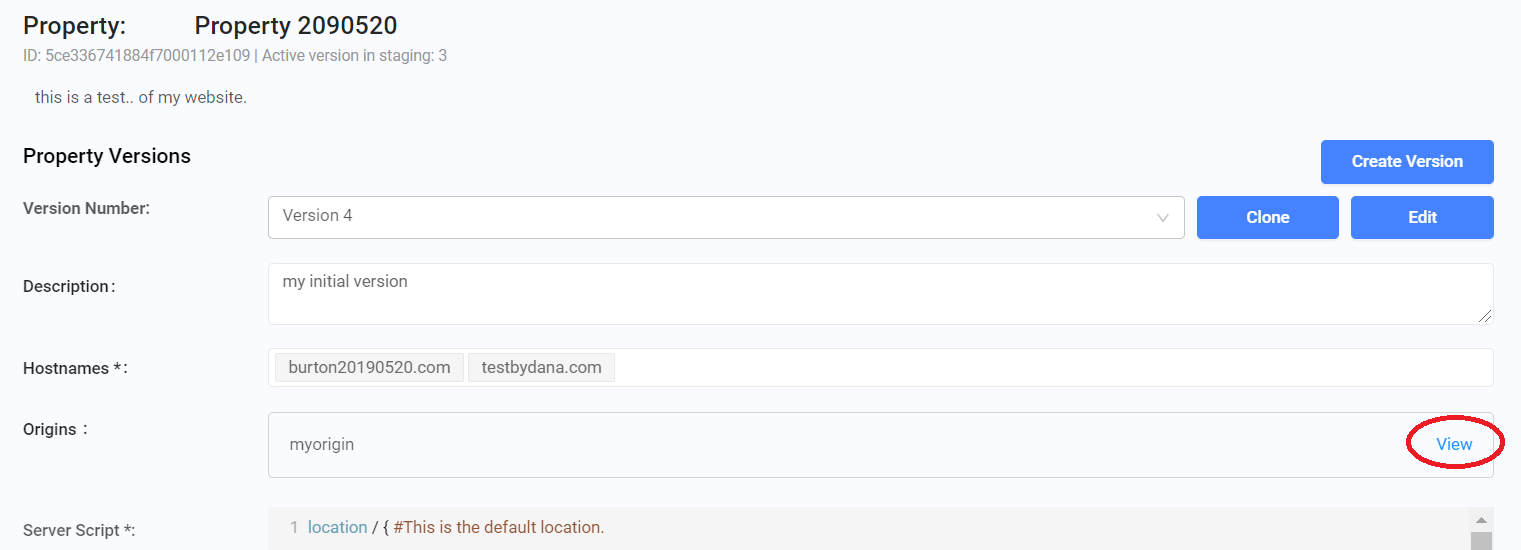 Property: Property 2090520
ID: 5ce336741884f7000112e109 | Active version in staging: 3
this is a test.. of my website.
Property Versions
Create Version
Version Number: Version 4 Clone Edit
Description: my initial version
Hostnames *: burton20190520.com testbydana.com
Origins : myorigin View
Server Script *: 1 location / { #This is the default location.